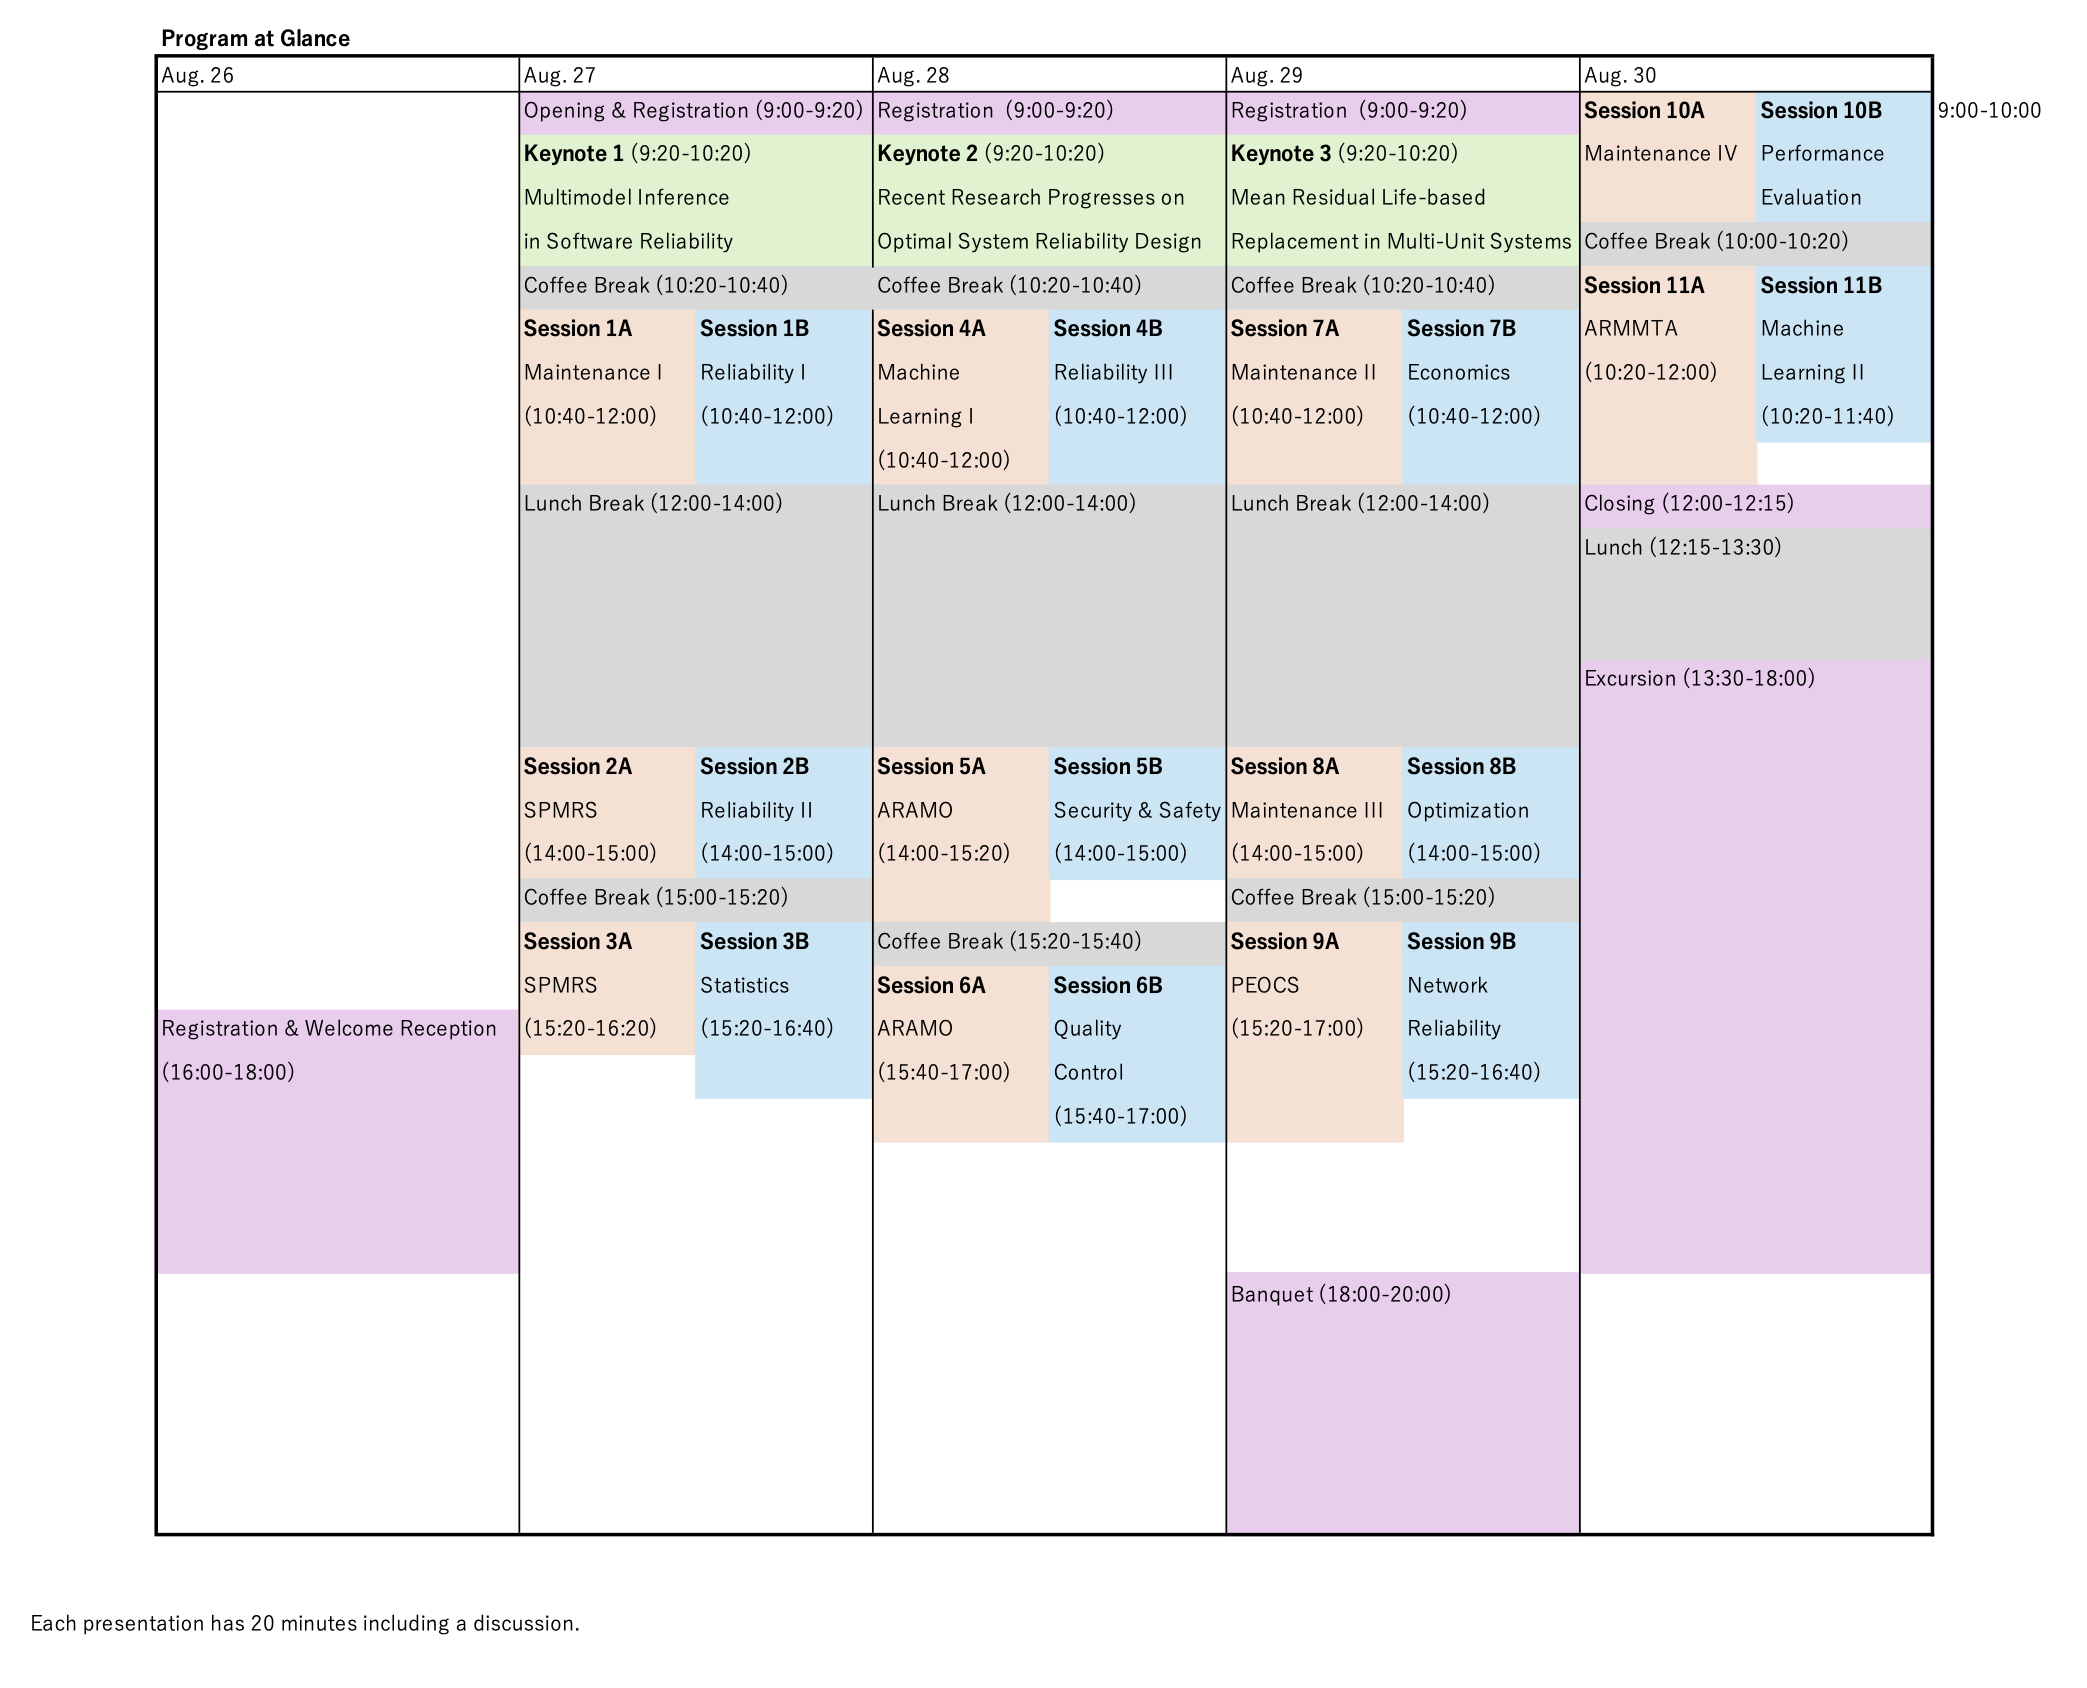 Program at Glance
Aug. 26
Registration & Welcome Reception
(16:00-18:00)
Aug. 27
Opening & Registration (9:00-9:20)
Keynote 1 (9:20-10:20)
Multimodel Inference
in Software Reliability
Coffee Break (10:20-10:40)
Session 1A
Maintenance I
(10:40-12:00)
Session 1B
Reliability I
(10:40-12:00)
Lunch Break (12:00-14:00)
Session 2A
SPMRS
(14:00-15:00)
Session 2B
Reliability II
(14:00-15:00)
Coffee Break (15:00-15:20)
Session 3A
SPMRS
(15:20-16:20)
Session 3B
Statistics
(15:20-16:40)
Aug. 28
Registration (9:00-9:20)
Keynote 2 (9:20-10:20)
Recent Research Progresses on
Optimal System Reliability Design
Coffee Break (10:20-10:40)
Session 4A
Machine
Learning I
(10:40-12:00)
Session 4B
Reliability III
(10:40-12:00)
Lunch Break (12:00-14:00)
Session 5A
ARAMO
(14:00-15:20)
Session 5B
Security & Safety
(14:00-15:00)
Coffee Break (15:20-15:40)
Session 6A
ARAMO
(15:40-17:00)
Session 6B
Quality
Control
(15:40-17:00)
Aug. 29
Registration (9:00-9:20)
Keynote 3 (9:20-10:20)
Mean Residual Life-based
Replacement in Multi-Unit Systems
Coffee Break (10:20-10:40)
Session 7A
Maintenance II
(10:40-12:00)
Session 7B
Economics
(10:40-12:00)
Lunch Break (12:00-14:00)
Session 8A
Maintenance III
(14:00-15:00)
Session 8B
Optimization
(14:00-15:00)
Coffee Break (15:00-15:20)
Session 9A
PEOCS
(15:20-17:00)
Session 9B
Network
Reliability
(15:20-16:40)
Banquet (18:00-20:00)
Aug. 30
Session 10A
Maintenance IV
Session 10B
Performance
Evaluation
9:00-10:00
Coffee Break (10:00-10:20)
Session 11A
ARMMTA
(10:20-12:00)
Session 11B
Machine
Learning II
(10:20-11:40)
Closing (12:00-12:15)
Lunch (12:15-13:30)
Excursion (13:30-18:00)
Each presentation has 20 minutes including a discussion.